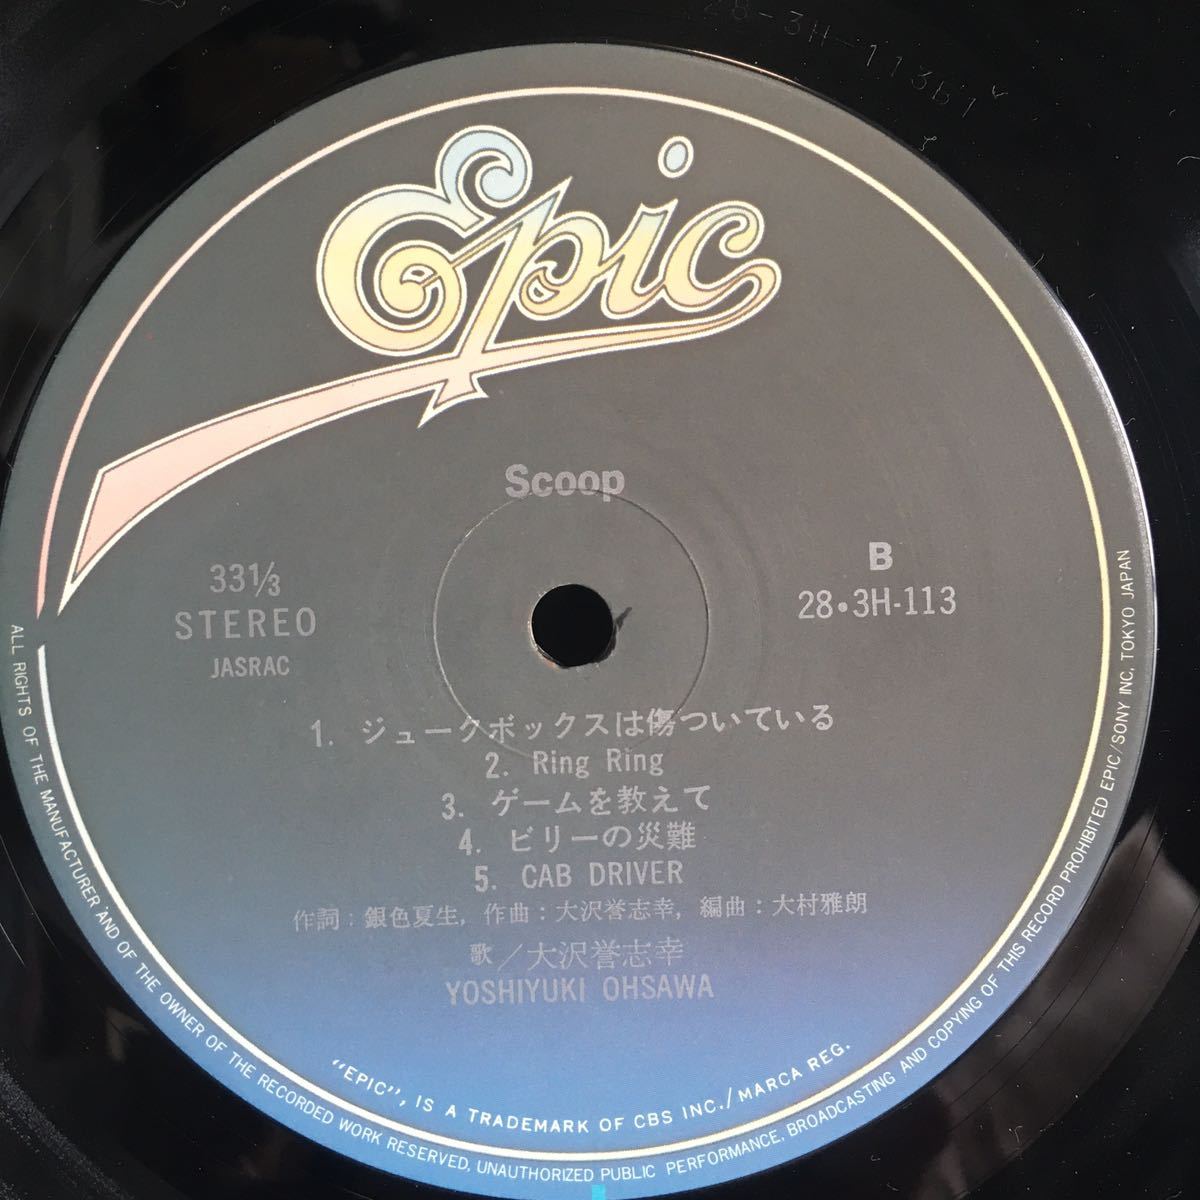 28-3H-113B1
Epic
Scoop
33 1/3
STEREO
JASRAC
B
28•3H-113
1. ジュークボックスは傷ついている
2. Ring Ring
3. ゲームを教えて
4. ビリーの災難
5. CAB DRIVER
作詞：銀色夏生, 作曲：大沢誉志幸, 編曲：大村雅朗
歌／大沢誉志幸
YOSHIYUKI OHSAWA
"EPIC", IS A TRADEMARK OF CBS INC./MARCA REG.
ALL RIGHTS OF THE MANUFACTURER AND OF THE OWNER OF THE RECORDED WORK RESERVED, UNAUTHORIZED PUBLIC PERFORMANCE, BROADCASTING AND COPYING OF THIS RECORD PROHIBITED EPIC/SONY INC, TOKYO JAPAN